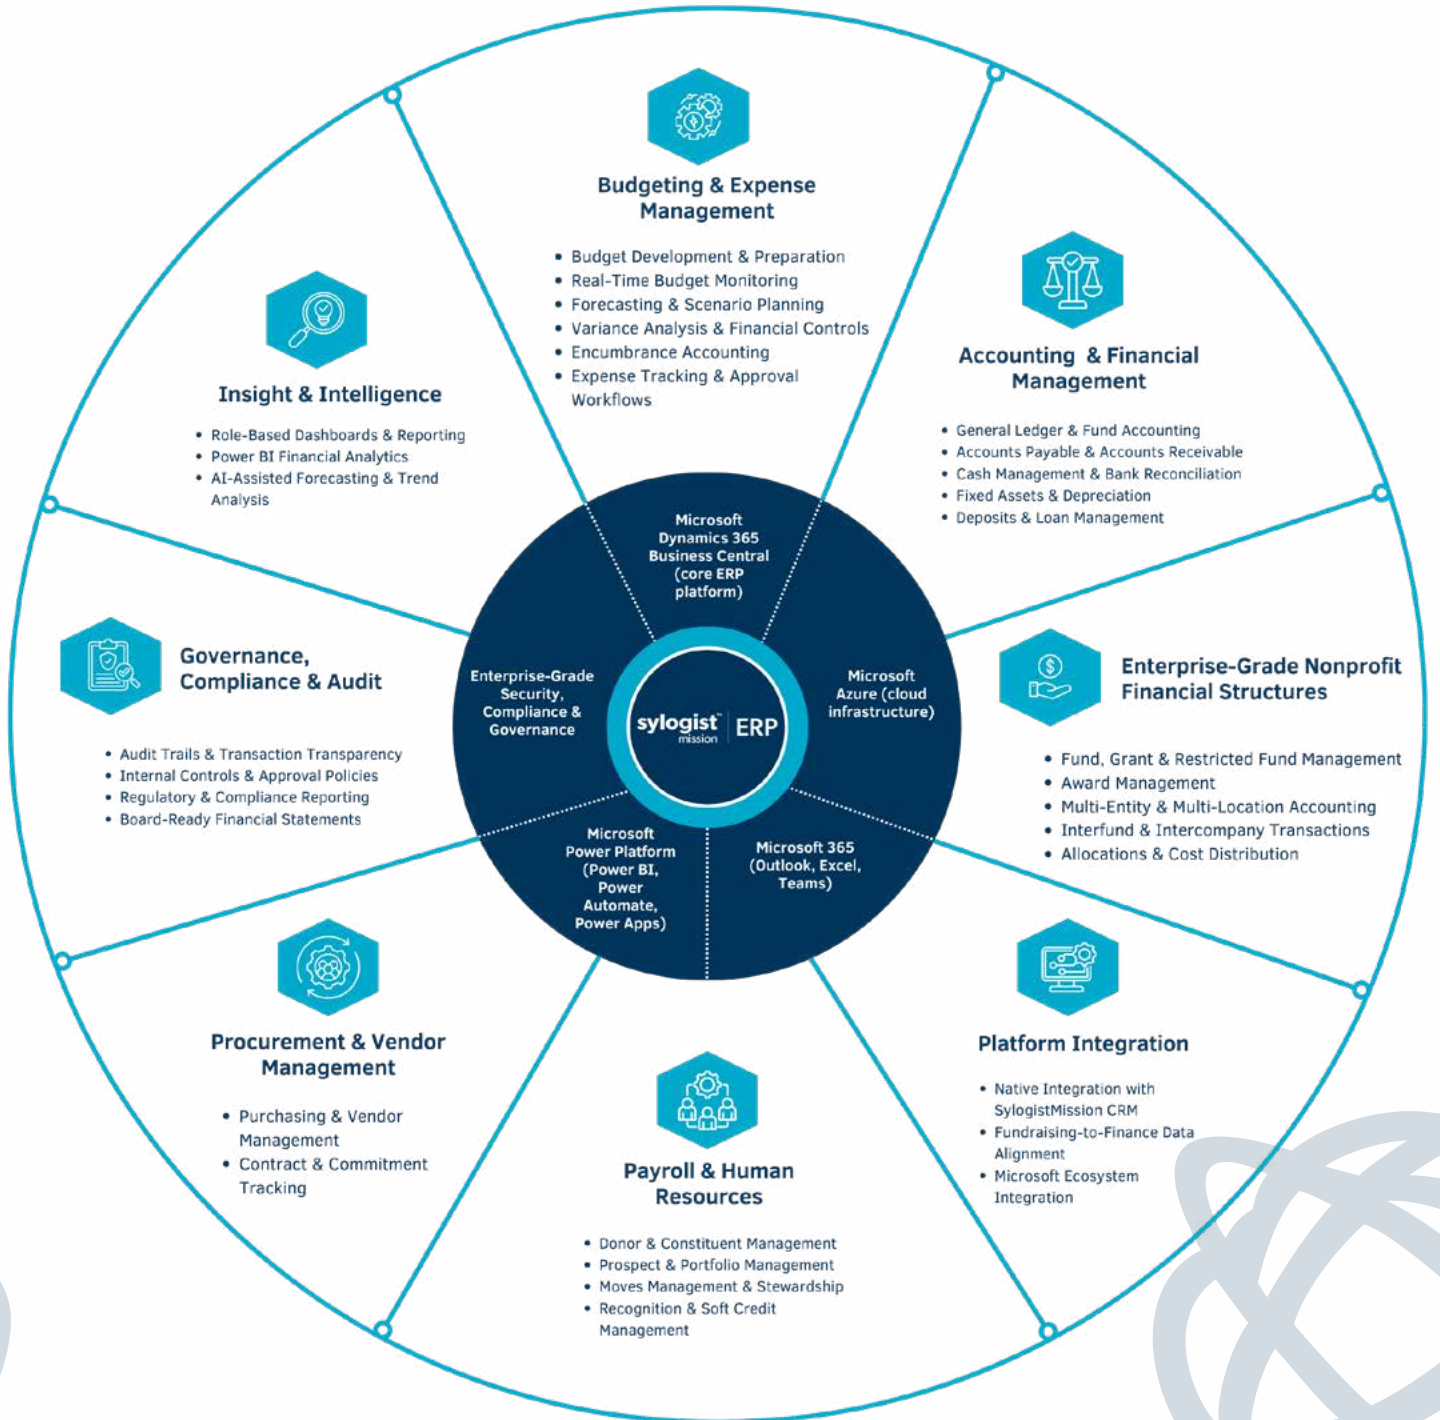 Budgeting & Expense
Management
• Budget Development & Preparation
• Real-Time Budget Monitoring
• Forecasting & Scenario Planning
• Variance Analysis & Financial Controls
• Encumbrance Accounting
• Expense Tracking & Approval
Workflows
Accounting & Financial
Management
• General Ledger & Fund Accounting
• Accounts Payable & Accounts Receivable
• Cash Management & Bank Reconciliation
• Fixed Assets & Depreciation
• Deposits & Loan Management
Enterprise-Grade Nonprofit
Financial Structures
• Fund, Grant & Restricted Fund Management
• Award Management
• Multi-Entity & Multi-Location Accounting
• Interfund & Intercompany Transactions
• Allocations & Cost Distribution
Platform Integration
• Native Integration with
SylogistMission CRM
• Fundraising-to-Finance Data
Alignment
• Microsoft Ecosystem
Integration
Payroll & Human
Resources
• Donor & Constituent Management
• Prospect & Portfolio Management
• Moves Management & Stewardship
• Recognition & Soft Credit
Management
Procurement & Vendor
Management
• Purchasing & Vendor
Management
• Contract & Commitment
Tracking
Governance,
Compliance & Audit
• Audit Trails & Transaction Transparency
• Internal Controls & Approval Policies
• Regulatory & Compliance Reporting
• Board-Ready Financial Statements
Insight & Intelligence
• Role-Based Dashboards & Reporting
• Power BI Financial Analytics
• AI-Assisted Forecasting & Trend
Analysis
Microsoft
Dynamics 365
Business Central
(core ERP
platform)
Microsoft
Azure (cloud
infrastructure)
Microsoft 365
(Outlook, Excel,
Teams)
Microsoft
Power Platform
(Power BI,
Power
Automate,
Power Apps)
Enterprise-Grade
Security,
Compliance &
Governance
sylogist™ ERP
mission
$